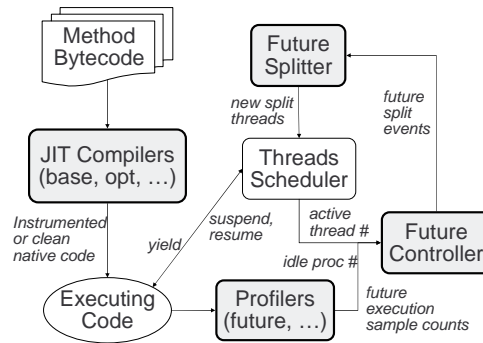 Method
Bytecode
Future
Splitter
new split
threads
future
split
events
JIT Compilers
(base, opt, …)
Threads
Scheduler
Instrumented
or clean
native code
yield
suspend,
resume
active
thread #
idle proc #
Future
Controller
Executing
Code
Profilers
(future, …)
future
execution
sample counts